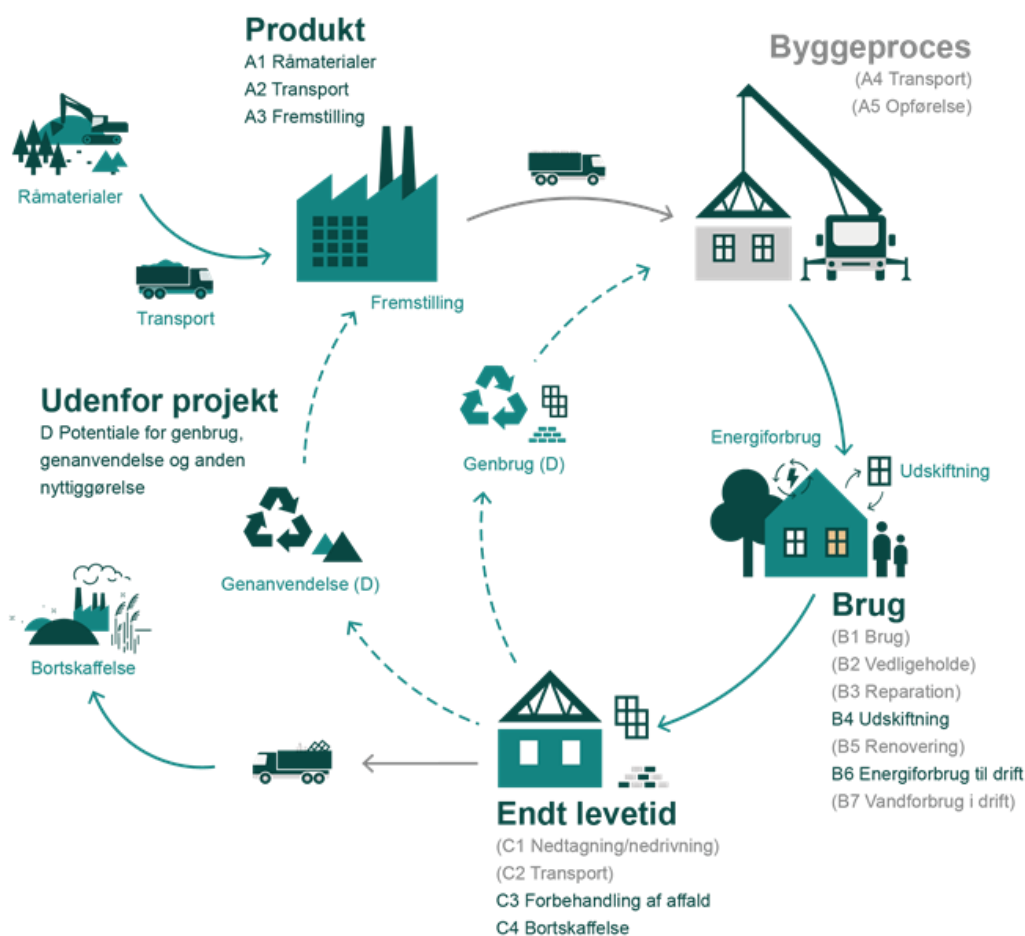 Produkt
A1 Råmaterialer
A2 Transport
A3 Fremstilling
Byggeproces
(A4 Transport)
(A5 Opførelse)
Råmaterialer
Transport
Fremstilling
Udenfor projekt
D Potentiale for genbrug,
genanvendelse og anden
nyttiggørelse
Genbrug (D)
Genanvendelse (D)
Energiforbrug
Udskiftning
Brug
(B1 Brug)
(B2 Vedligeholde)
(B3 Reparation)
B4 Udskiftning
(B5 Renovering)
B6 Energiforbrug til drift
(B7 Vandforbrug i drift)
Bortskaffelse
Endt levetid
(C1 Nedtagning/nedrivning)
(C2 Transport)
C3 Forbehandling af affald
C4 Bortskaffelse